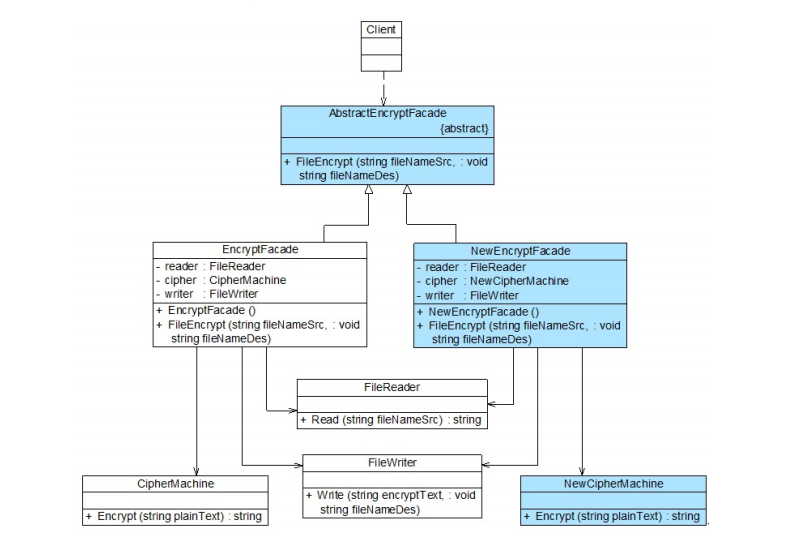 Client
AbstractEncryptFacade
{abstract}
+ FileEncrypt (string fileNameSrc, : void
string fileNameDes)
EncryptFacade
- reader : FileReader
- cipher : CipherMachine
- writer : FileWriter
+ EncryptFacade ()
+ FileEncrypt (string fileNameSrc, : void
string fileNameDes)
NewEncryptFacade
- reader : FileReader
- cipher : NewCipherMachine
- writer : FileWriter
+ NewEncryptFacade ()
+ FileEncrypt (string fileNameSrc, : void
string fileNameDes)
FileReader
+ Read (string fileNameSrc) : string
FileWriter
+ Write (string encryptText, : void
string fileNameDes)
CipherMachine
+ Encrypt (string plainText) : string
NewCipherMachine
+ Encrypt (string plainText) : string